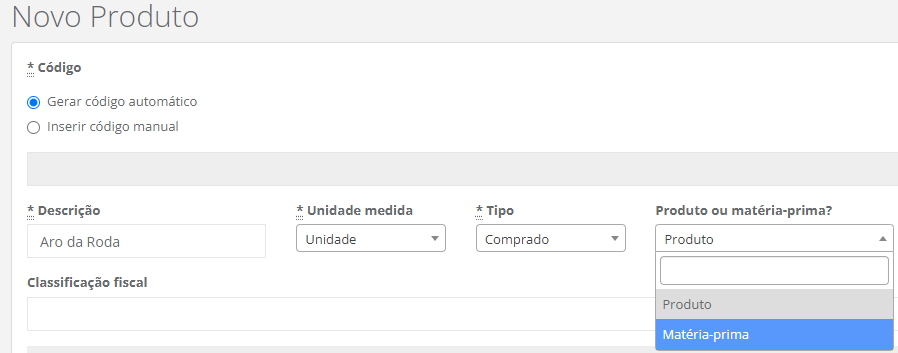 Novo Produto
* Código
Gerar código automático
Inserir código manual
* Descrição
* Unidade medida
* Tipo
Produto ou matéria-prima?
Aro da Roda
Unidade
Comprado
Produto
Classificação fiscal
Produto
Matéria-prima